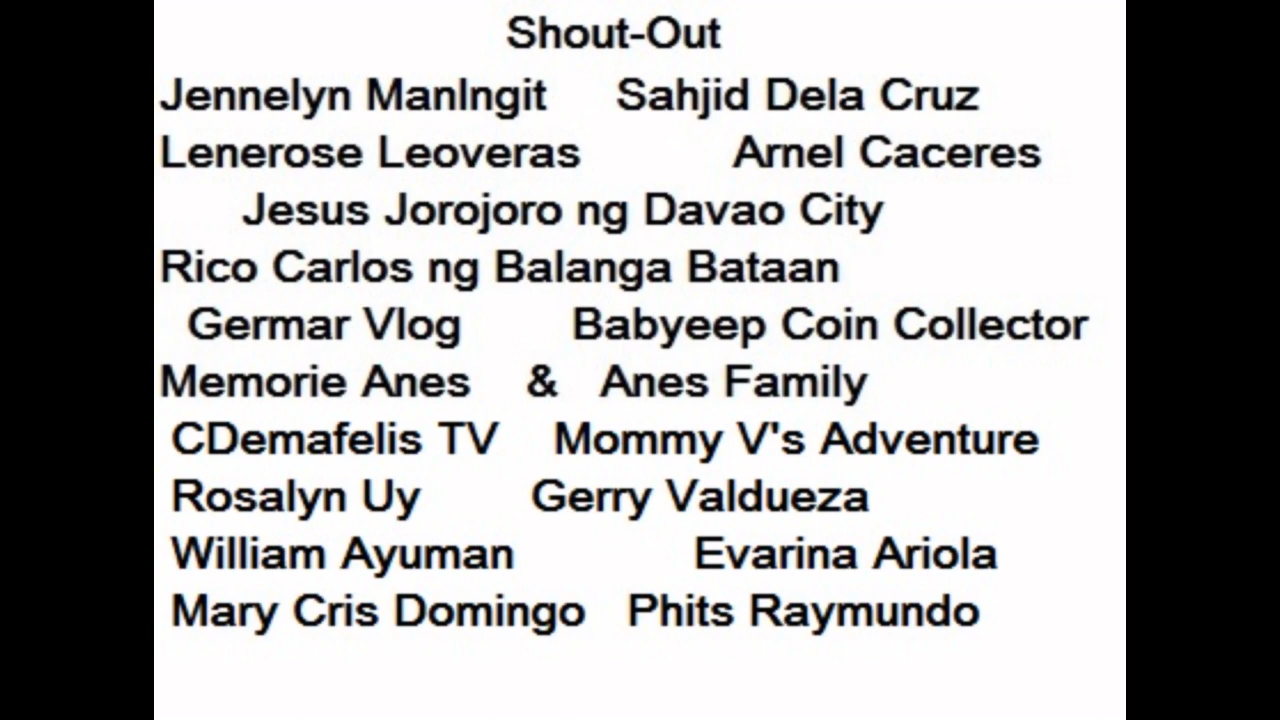 Shout-Out
Jennelyn ManIngit Sahjid Dela Cruz
Lenerose Leoveras Arnel Caceres
Jesus Jorojoro ng Davao City
Rico Carlos ng Balanga Bataan
Germar Vlog Babyeep Coin Collector
Memorie Anes & Anes Family
CDemafelis TV Mommy V's Adventure
Rosalyn Uy Gerry Valdueza
William Ayuman Evarina Ariola
Mary Cris Domingo Phits Raymundo